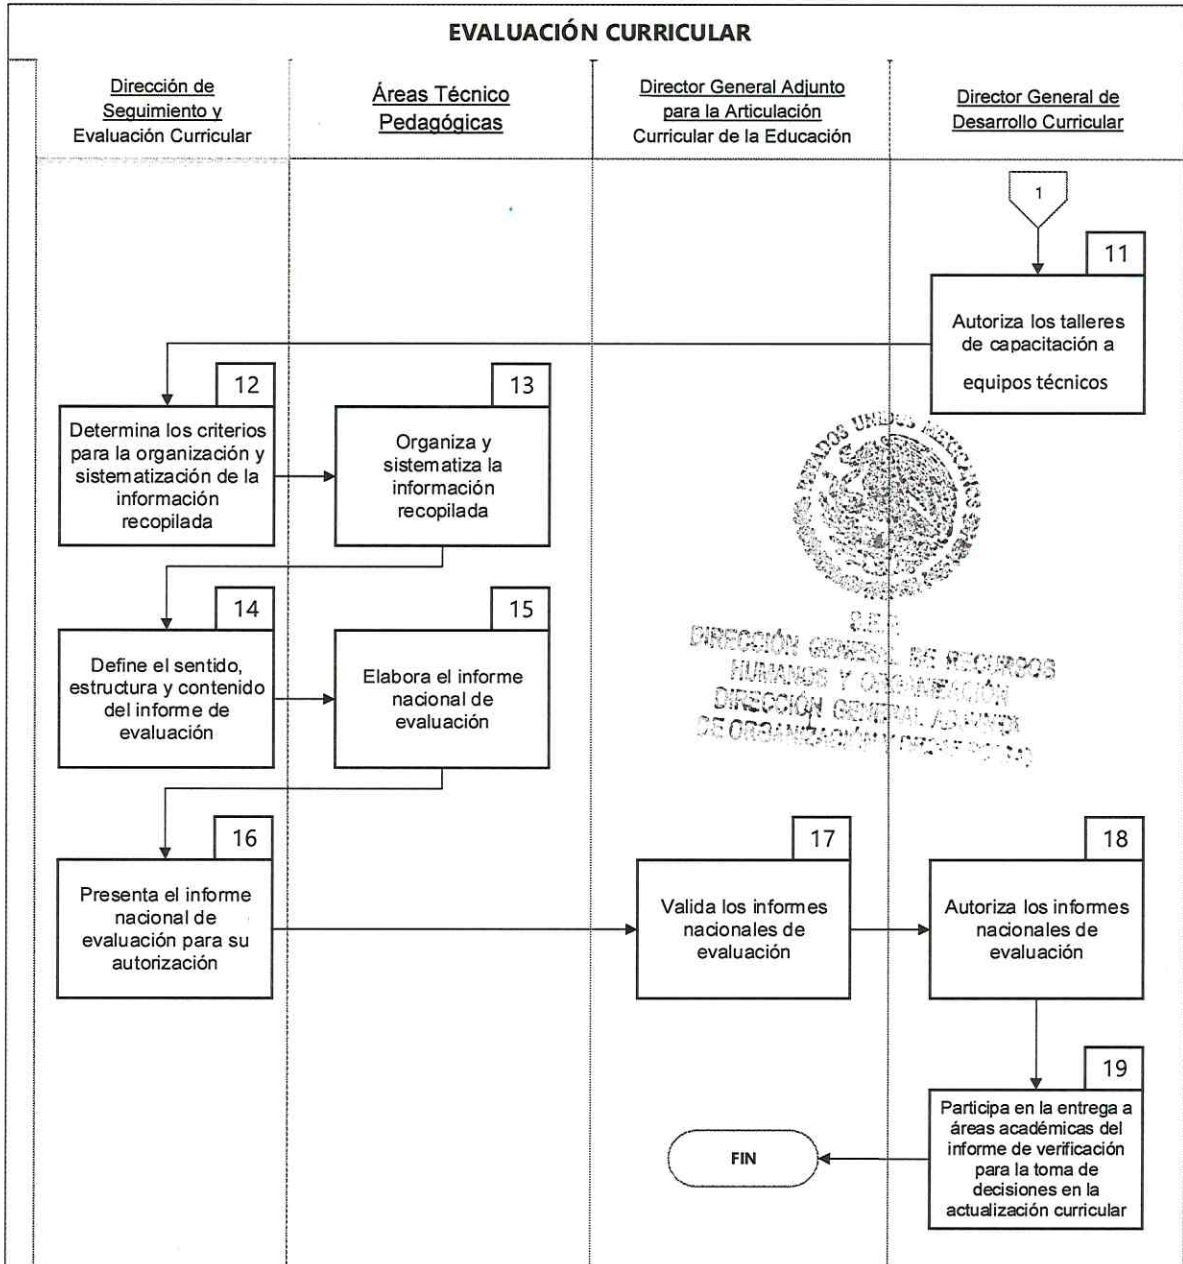 EVALUACIÓN CURRICULAR
Dirección de
Seguimiento y
Evaluación Curricular
Áreas Técnico
Pedagógicas
Director General Adjunto
para la Articulación
Curricular de la Educación
Director General de
Desarrollo Curricular
1
11
Autoriza los talleres
de capacitación a
equipos técnicos
12
Determina los criterios
para la organización y
sistematización de la
información
recopilada
13
Organiza y
sistematiza la
información
recopilada
ESTADOS UNIDOS MEXICANOS
S.E.P.
DIRECCIÓN GENERAL DE RECURSOS
HUMANOS Y ORGANIZACIÓN
DIRECCIÓN GENERAL
DE ORGANIZACIÓN Y
14
Define el sentido,
estructura y contenido
del informe de
evaluación
15
Elabora el informe
nacional de
evaluación
16
Presenta el informe
nacional de
evaluación para su
autorización
17
Valida los informes
nacionales de
evaluación
18
Autoriza los informes
nacionales de
evaluación
19
Participa en la entrega a
áreas académicas del
informe de verificación
para la toma de
decisiones en la
actualización curricular
FIN